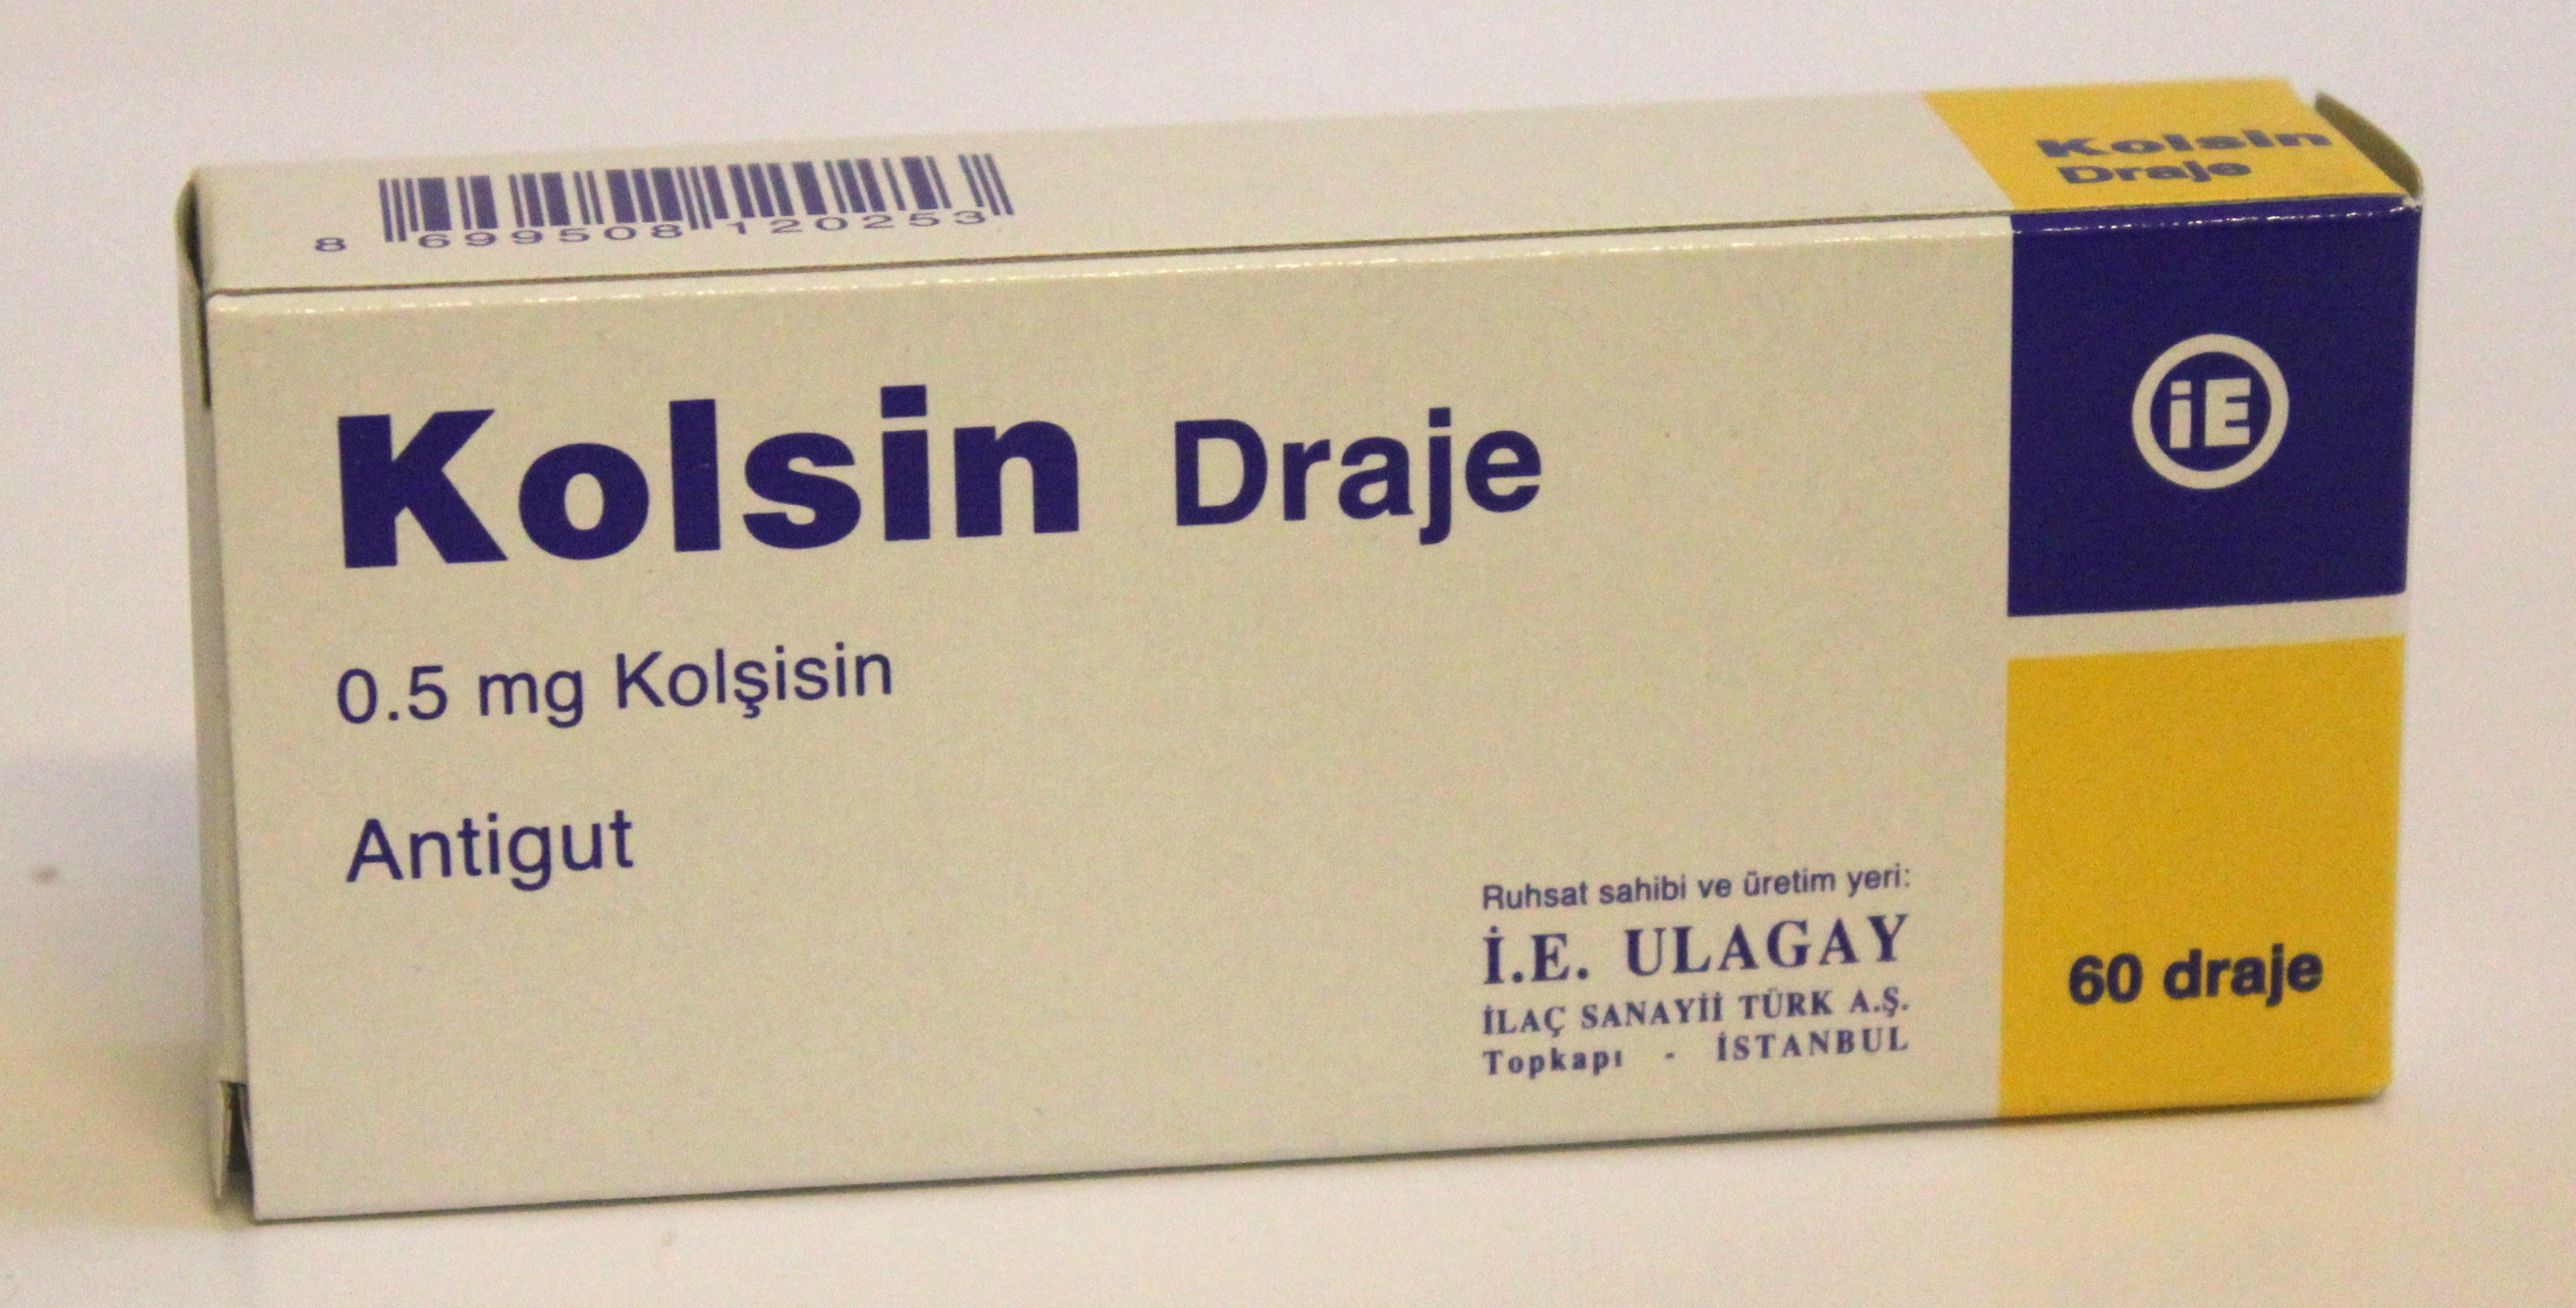 8 699508 120253
Kolsin
Draje
Kolsin Draje
0.5 mg Kolşisin
Antigut
Ruhsat sahibi ve üretim yeri:
İ.E. ULAGAY
İLAÇ SANAYİİ TÜRK A.Ş.
Topkapı - İSTANBUL
iE
60 draje